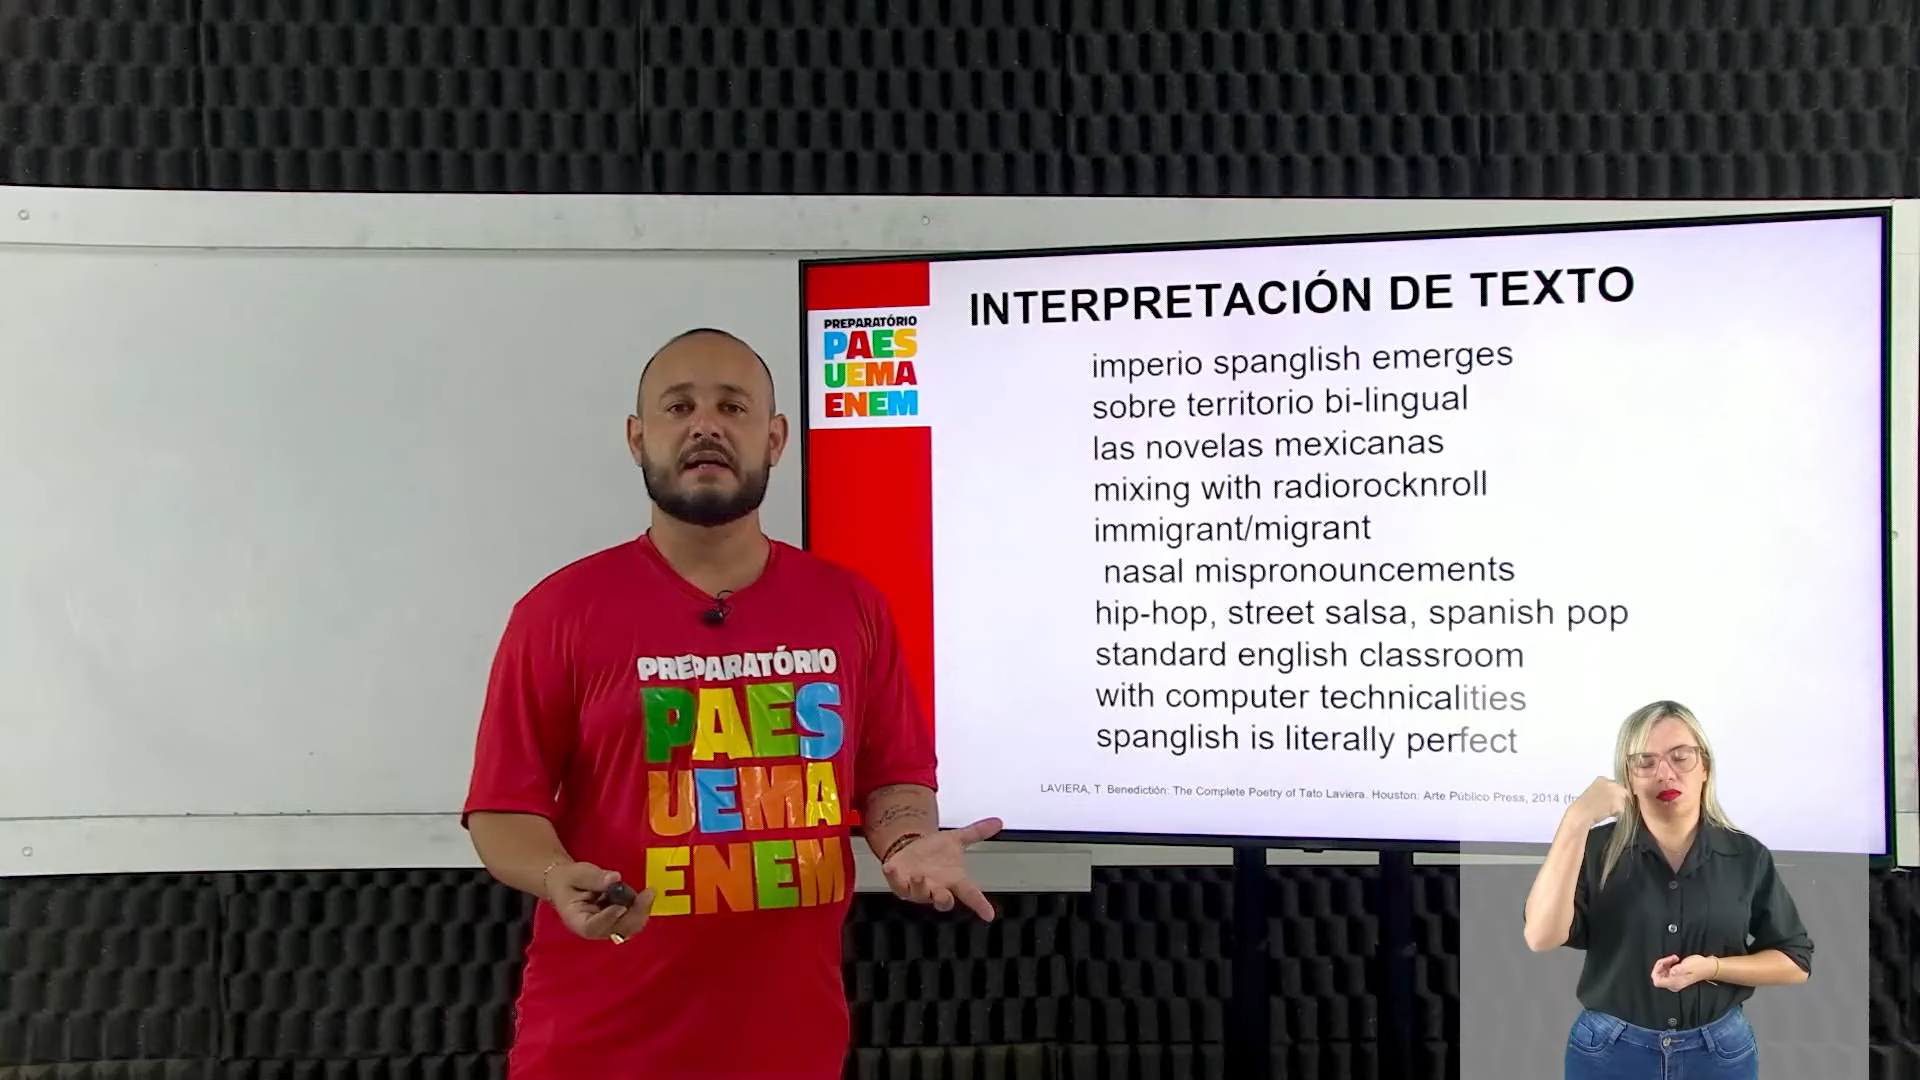 INTERPRETACIÓN DE TEXTO
PREPARATÓRIO
PAES
UEMA
ENEM
imperio spanglish emerges
sobre territorio bi-lingual
las novelas mexicanas
mixing with radiorocknroll
immigrant/migrant
nasal mispronouncements
hip-hop, street salsa, spanish pop
standard english classroom
with computer technicalities
spanglish is literally perfect
LAVIERA, T. Benedictión: The Complete Poetry of Tato Laviera. Houston: Arte Público Press, 2014
PREPARATÓRIO
PAES
UEMA
ENEM